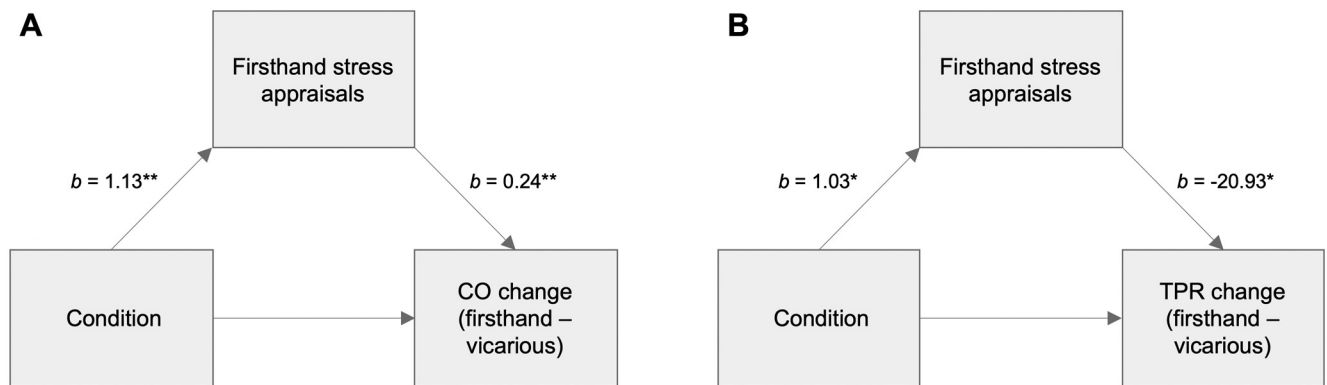 A
Firsthand stress
appraisals
b = 1.13**
b = 0.24**
Condition
CO change
(firsthand –
vicarious)
B
Firsthand stress
appraisals
b = 1.03*
b = -20.93*
Condition
TPR change
(firsthand –
vicarious)